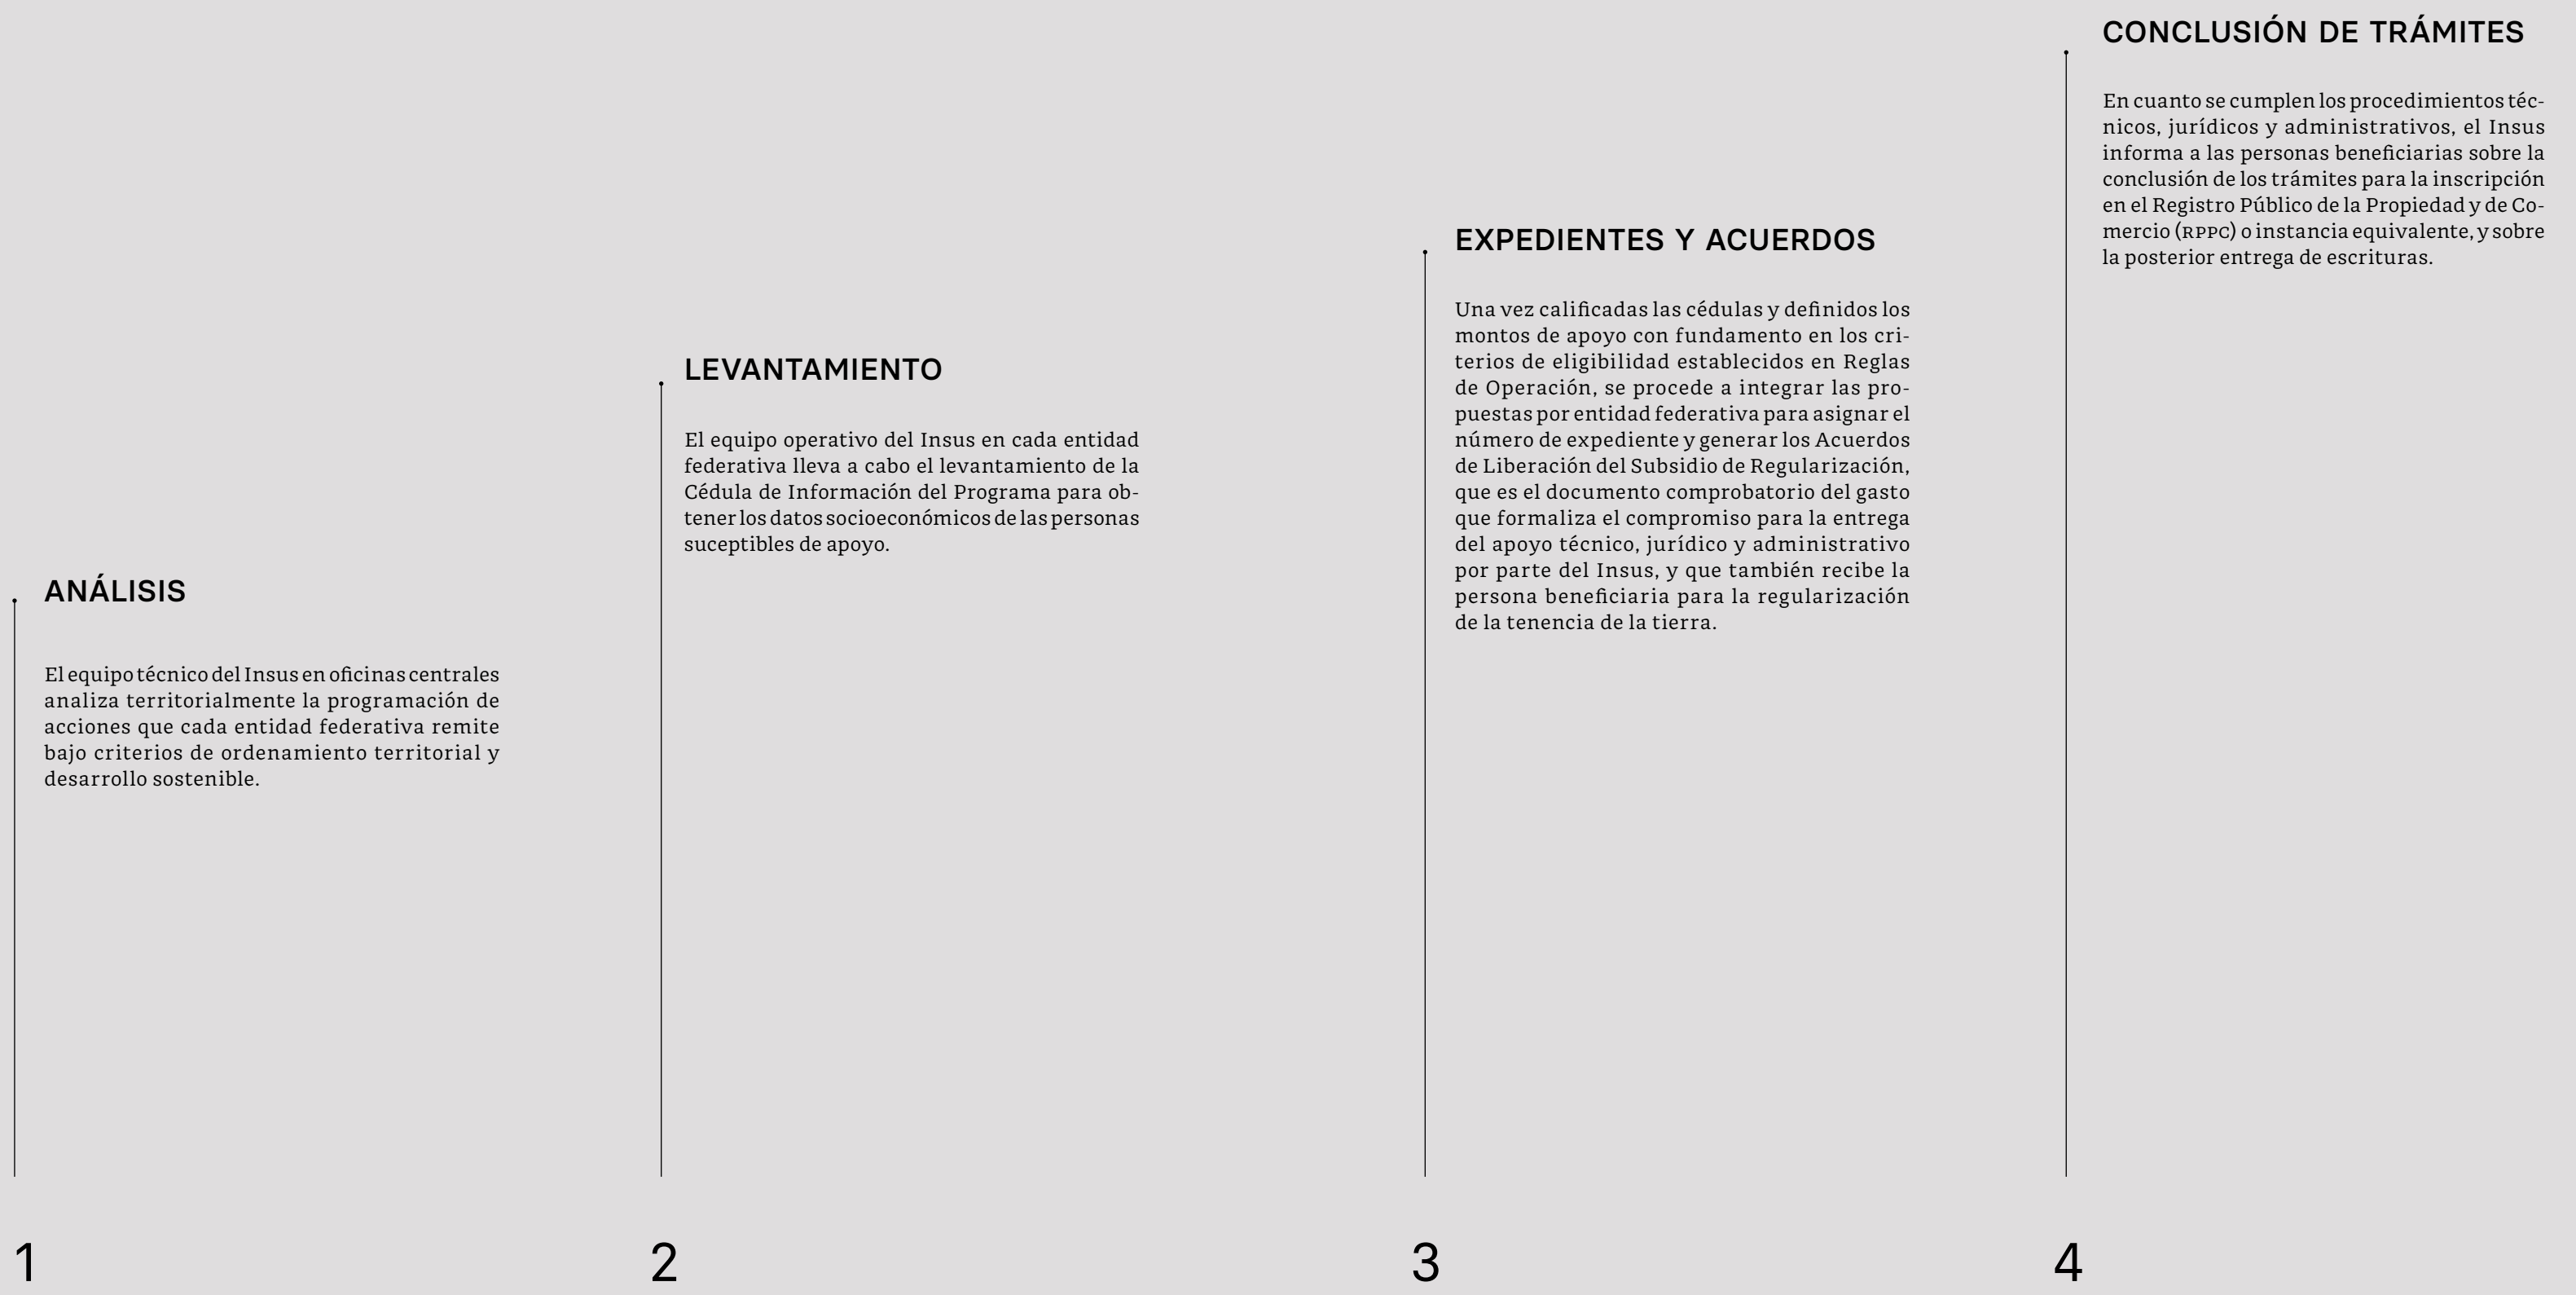 ANÁLISIS
El equipo técnico del Insus en oficinas centrales
analiza territorialmente la programación de
acciones que cada entidad federativa remite
bajo criterios de ordenamiento territorial y
desarrollo sostenible.
1
LEVANTAMIENTO
El equipo operativo del Insus en cada entidad
federativa lleva a cabo el levantamiento de la
Cédula de Información del Programa para ob-
tener los datos socioeconómicos de las personas
suceptibles de apoyo.
2
EXPEDIENTES Y ACUERDOS
Una vez calificadas las cédulas y definidos los
montos de apoyo con fundamento en los cri-
terios de eligibilidad establecidos en Reglas
de Operación, se procede a integrar las pro-
puestas por entidad federativa para asignar el
número de expediente y generar los Acuerdos
de Liberación del Subsidio de Regularización,
que es el documento comprobatorio del gasto
que formaliza el compromiso para la entrega
del apoyo técnico, jurídico y administrativo
por parte del Insus, y que también recibe la
persona beneficiaria para la regularización
de la tenencia de la tierra.
3
CONCLUSIÓN DE TRÁMITES
En cuanto se cumplen los procedimientos téc-
nicos, jurídicos y administrativos, el Insus
informa a las personas beneficiarias sobre la
conclusión de los trámites para la inscripción
en el Registro Público de la Propiedad y de Co-
mercio (RPPC) o instancia equivalente, y sobre
la posterior entrega de escrituras.
4